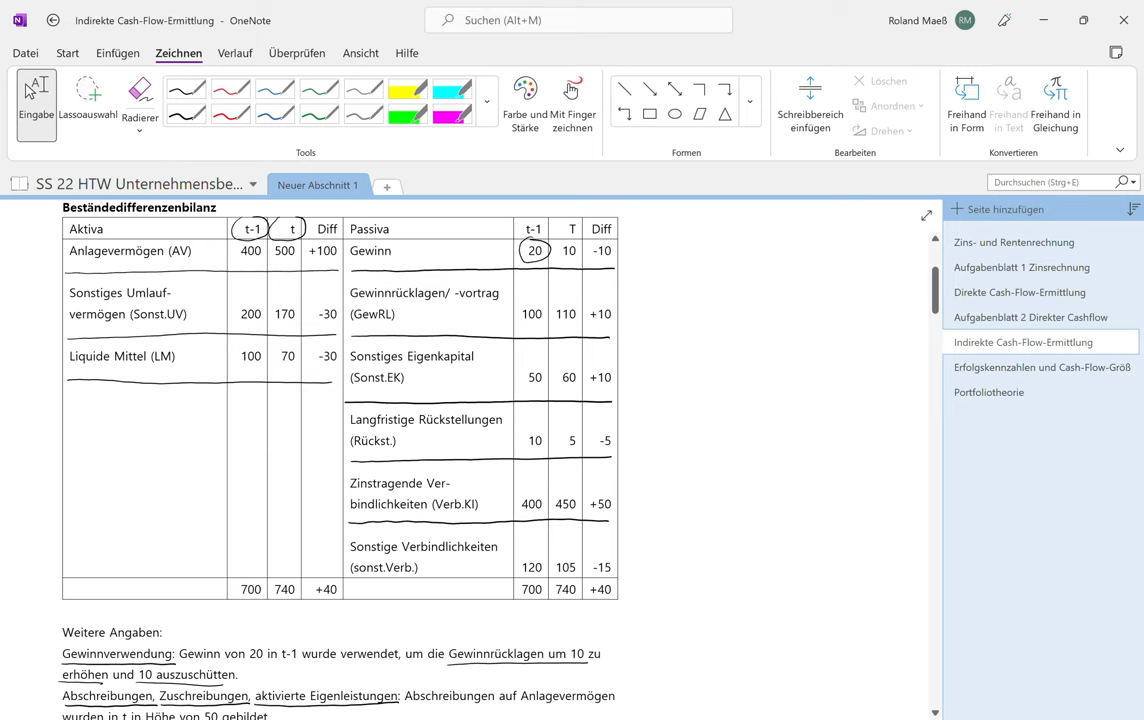 Indirekte Cash-Flow-Ermittlung - OneNote
Suchen (Alt+M)
Roland Maeß RM
Datei Start Einfügen Zeichnen Verlauf Überprüfen Ansicht Hilfe
Eingabe
Lassoauswahl
Radierer
Farbe und Stärke
Mit Finger zeichnen
Schreibbereich einfügen
Löschen
Anordnen
Drehen
Freihand in Form
Freihand in Text
Freihand in Gleichung
Tools Formen Bearbeiten Konvertieren
SS 22 HTW Unternehmensbe... Neuer Abschnitt 1 +
Durchsuchen (Strg+E)
Beständedifferenzenbilanz
Aktiva t-1 t Diff Passiva t-1 T Diff
Anlagevermögen (AV) 400 500 +100 Gewinn 20 10 -10
Sonstiges Umlauf- Gewinnrücklagen/ -vortrag
vermögen (Sonst.UV) 200 170 -30 (GewRL) 100 110 +10
Liquide Mittel (LM) 100 70 -30 Sonstiges Eigenkapital
(Sonst.EK) 50 60 +10
Langfristige Rückstellungen
(Rückst.) 10 5 -5
Zinstragende Ver-
bindlichkeiten (Verb.KI) 400 450 +50
Sonstige Verbindlichkeiten
(sonst.Verb.) 120 105 -15
700 740 +40 700 740 +40
Weitere Angaben:
Gewinnverwendung: Gewinn von 20 in t-1 wurde verwendet, um die Gewinnrücklagen um 10 zu
erhöhen und 10 auszuschütten.
Abschreibungen, Zuschreibungen, aktivierte Eigenleistungen: Abschreibungen auf Anlagevermögen
wurden in t in Höhe von 50 gebildet
Seite hinzufügen
Zins- und Rentenrechnung
Aufgabenblatt 1 Zinsrechnung
Direkte Cash-Flow-Ermittlung
Aufgabenblatt 2 Direkter Cashflow
Indirekte Cash-Flow-Ermittlung
Erfolgskennzahlen und Cash-Flow-Größ
Portfoliotheorie